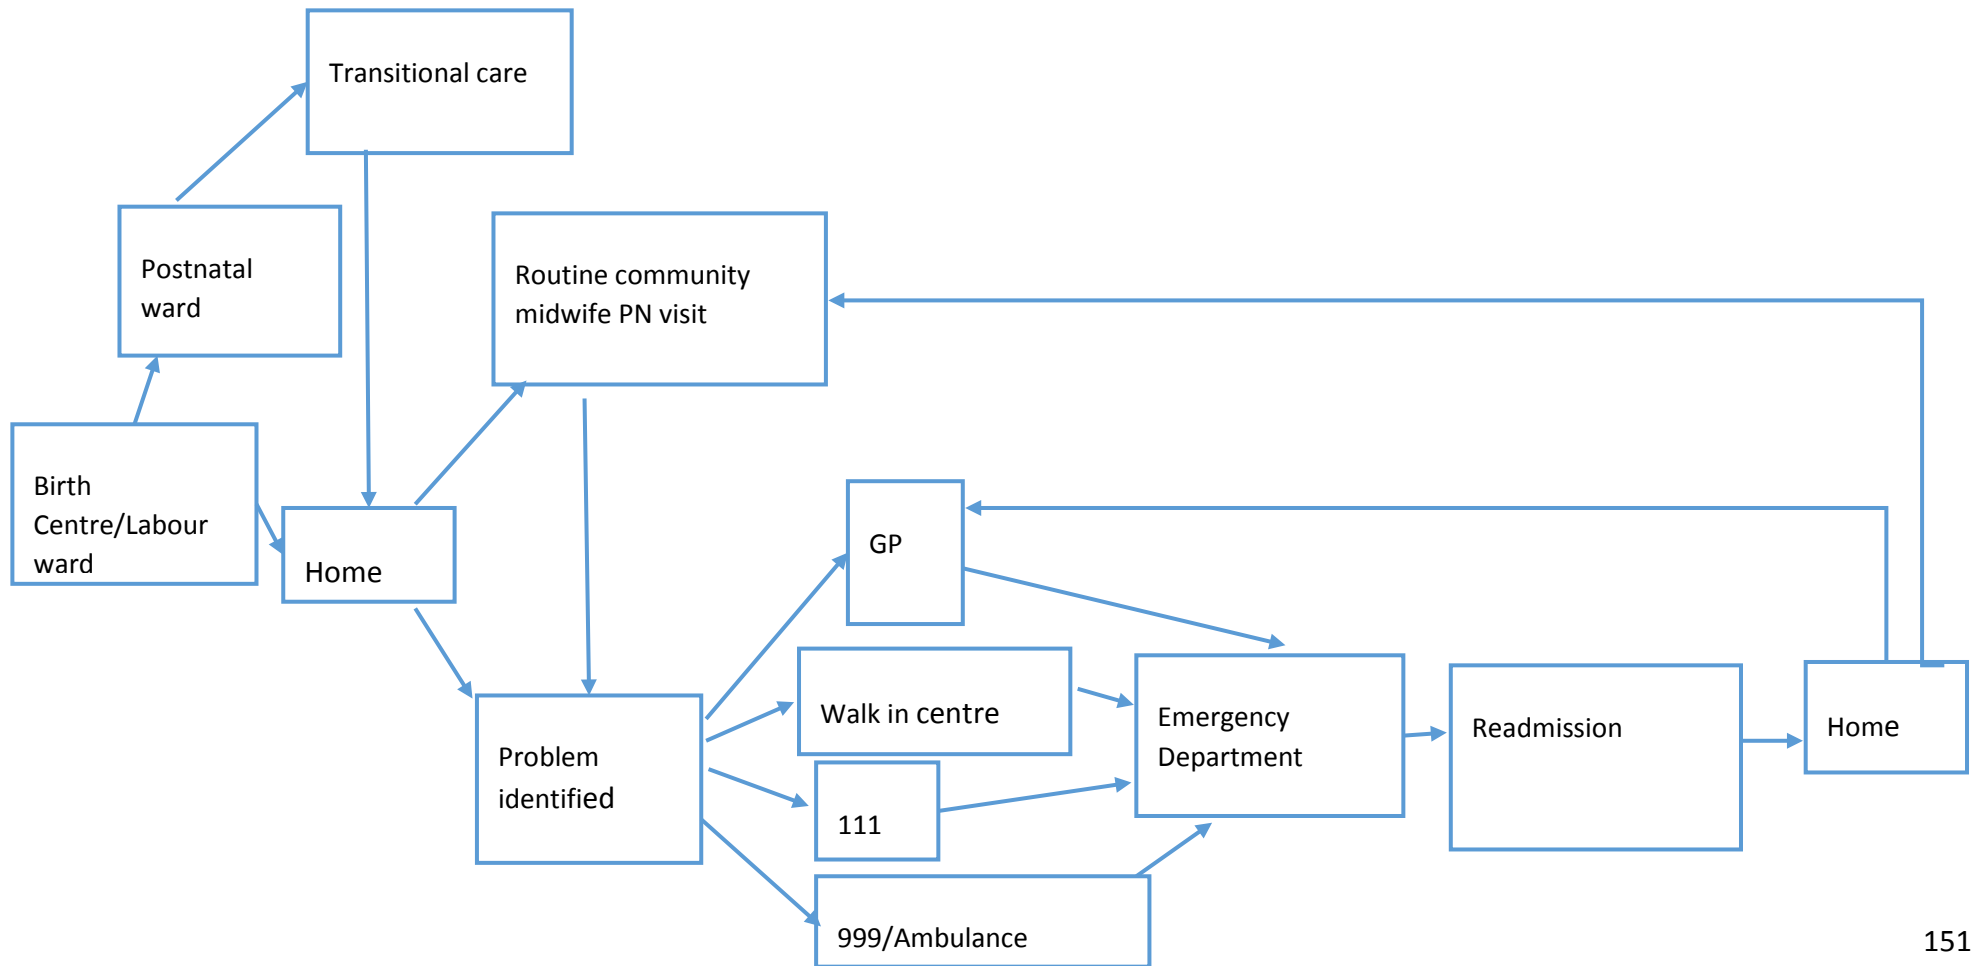 Transitional care
Postnatal
ward
Routine community
midwife PN visit
Birth
Centre/Labour
ward
Home
GP
Walk in centre
Problem
identified
111
999/Ambulance
Emergency
Department
Readmission
Home
151